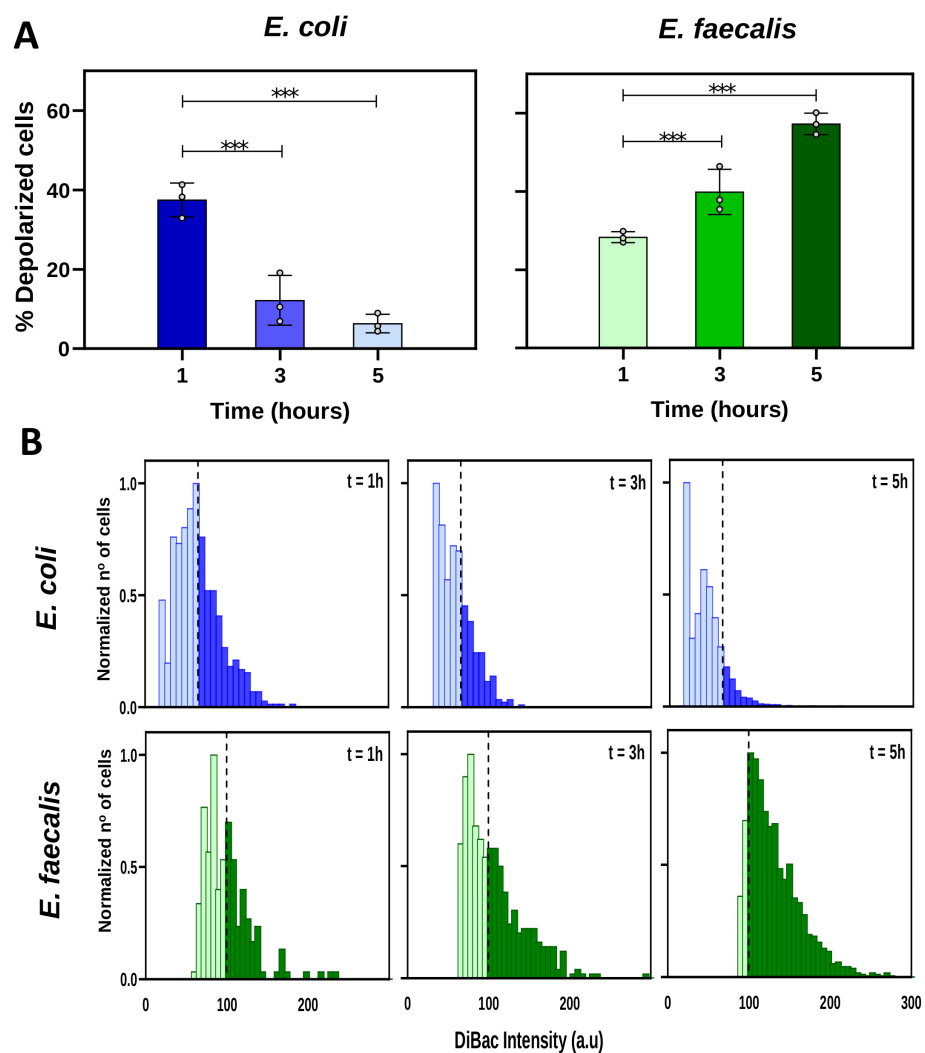 A
E. coli
E. faecalis
% Depolarized cells
60
40
20
0
***
***
***
***
1 3 5
1 3 5
Time (hours)
Time (hours)
B
E. coli
Normalized nº of cells
1.0
0.5
0.0
t = 1h
t = 3h
t = 5h
E. faecalis
Normalized nº of cells
1.0
0.5
0.0
t = 1h
t = 3h
t = 5h
0 100 200
0 100 200
0 100 200 300
DiBac Intensity (a.u)